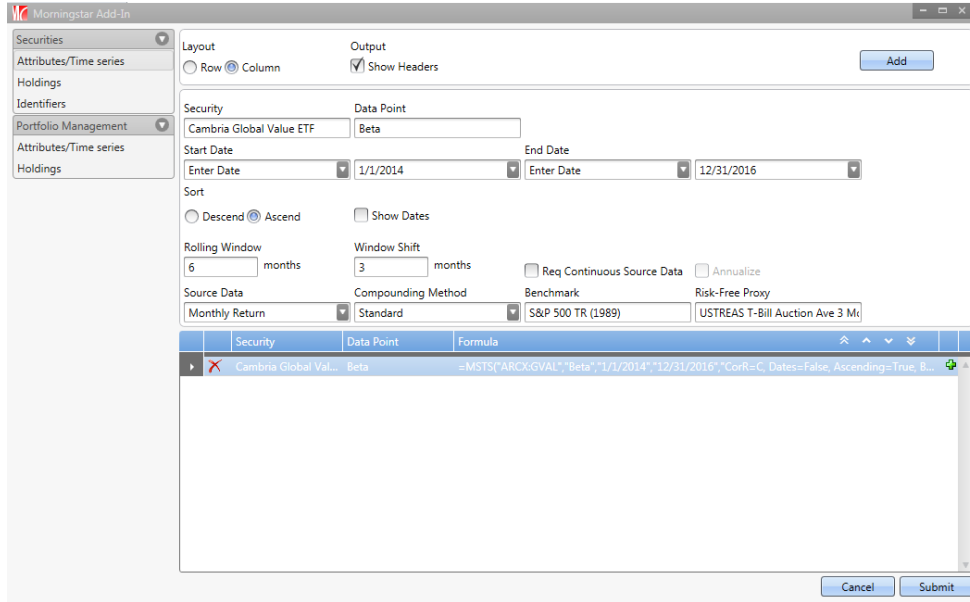 Morningstar Add-In
Securities
Attributes/Time series
Holdings
Identifiers
Portfolio Management
Attributes/Time series
Holdings
Layout
Row Column
Output
Show Headers
Add
Security Data Point
Cambria Global Value ETF Beta
Start Date End Date
Enter Date 1/1/2014 Enter Date 12/31/2016
Sort
Descend Ascend Show Dates
Rolling Window Window Shift
6 months 3 months Req Continuous Source Data Annualize
Source Data Compounding Method Benchmark Risk-Free Proxy
Monthly Return Standard S&P 500 TR (1989) USTREAS T-Bill Auction Ave 3 Mo
Security Data Point Formula
Cambria Global Val... Beta =MSTS("ARCX:GVAL","Beta","1/1/2014","12/31/2016","CorR=C, Dates=False, Ascending=True, B...
Cancel Submit